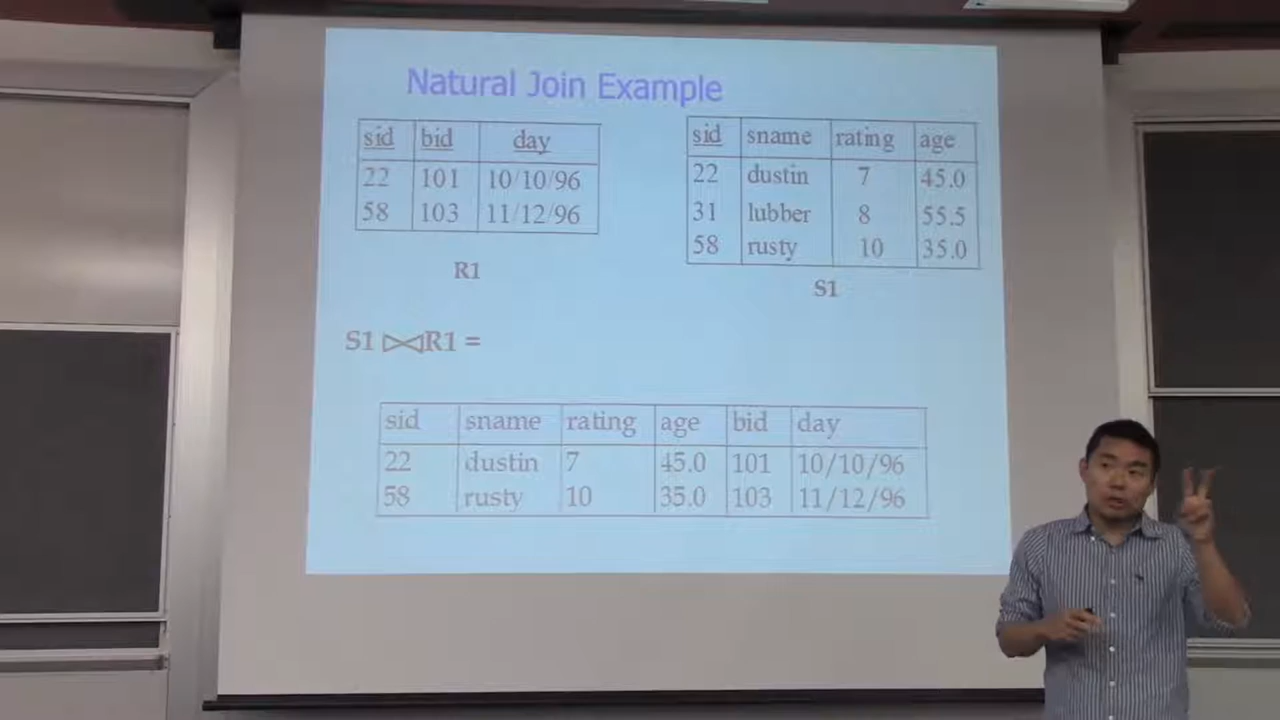 Natural Join Example
sid bid day
22 101 10/10/96
58 103 11/12/96
R1
sid sname rating age
22 dustin 7 45.0
31 lubber 8 55.5
58 rusty 10 35.0
S1
S1 ⋈ R1 =
sid sname rating age bid day
22 dustin 7 45.0 101 10/10/96
58 rusty 10 35.0 103 11/12/96